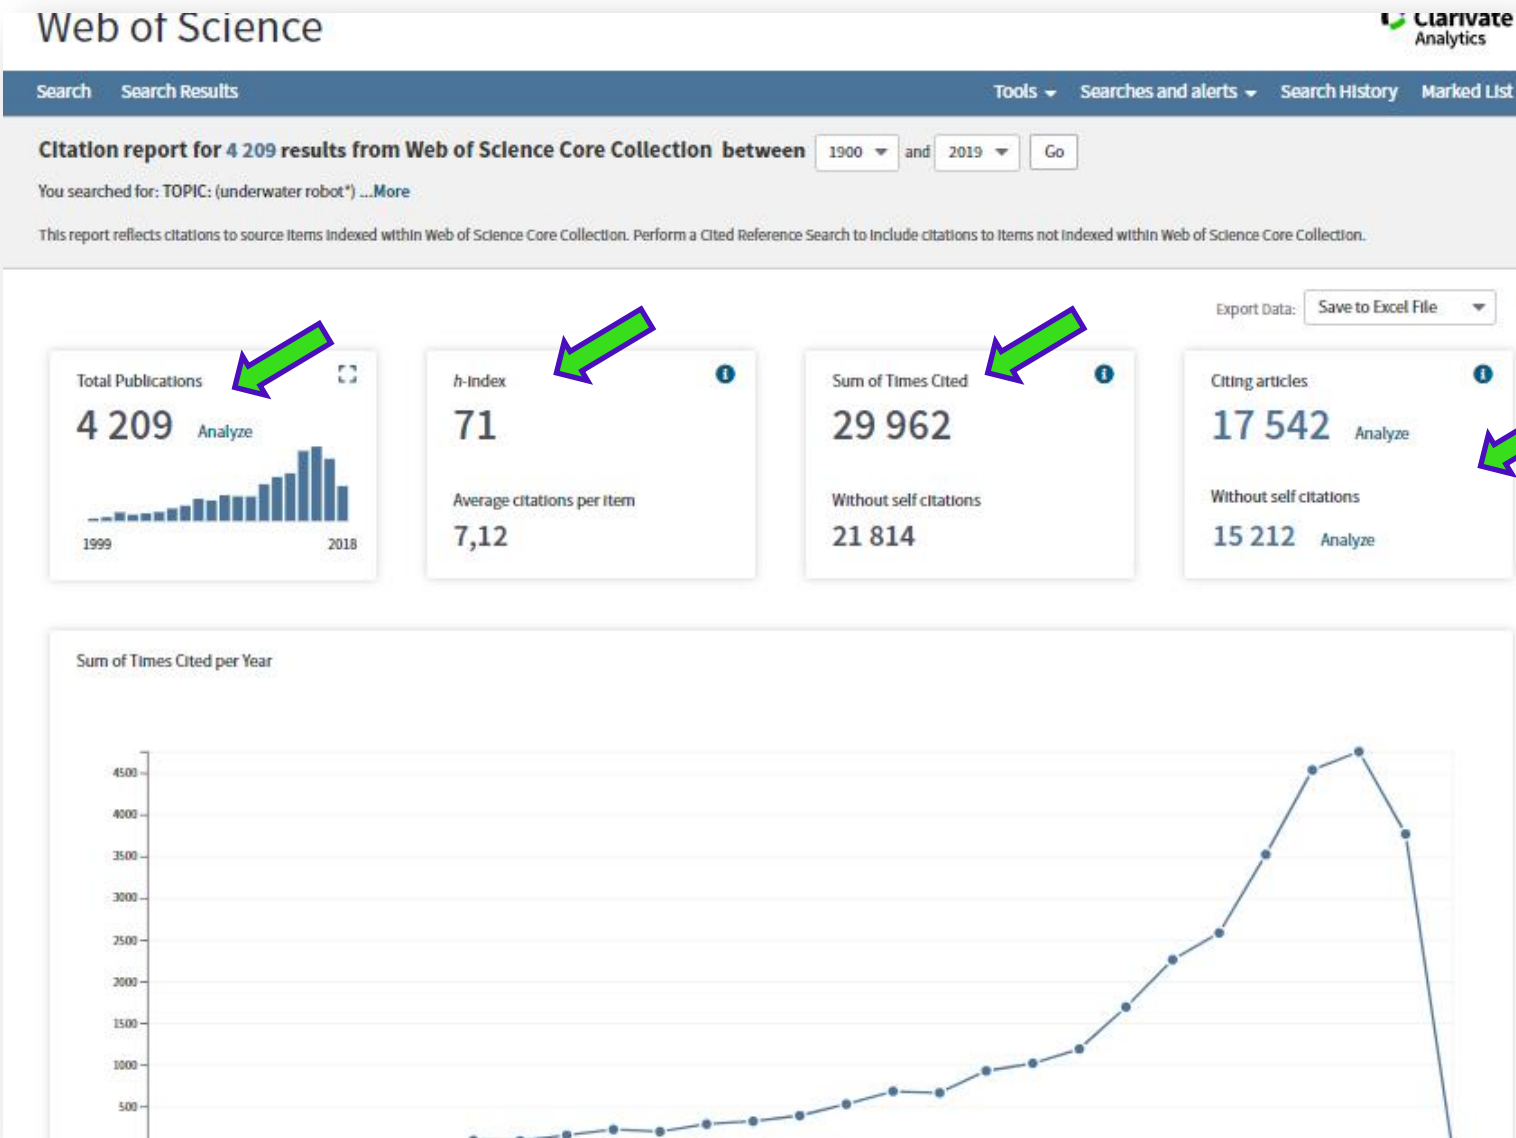 Web of Science
Clarivate
Analytics
Search Search Results Tools Searches and alerts Search History Marked List
Citation report for 4 209 results from Web of Science Core Collection between 1900 and 2019 Go
You searched for: TOPIC: (underwater robot*) ...More
This report reflects citations to source items indexed within Web of Science Core Collection. Perform a Cited Reference Search to include citations to items not indexed within Web of Science Core Collection.
Export Data: Save to Excel File
Total Publications
4 209 Analyze
1999 2018
h-index
71
Average citations per item
7,12
Sum of Times Cited
29 962
Without self citations
21 814
Citing articles
17 542 Analyze
Without self citations
15 212 Analyze
Sum of Times Cited per Year
4500
4000
3500
3000
2500
2000
1500
1000
500